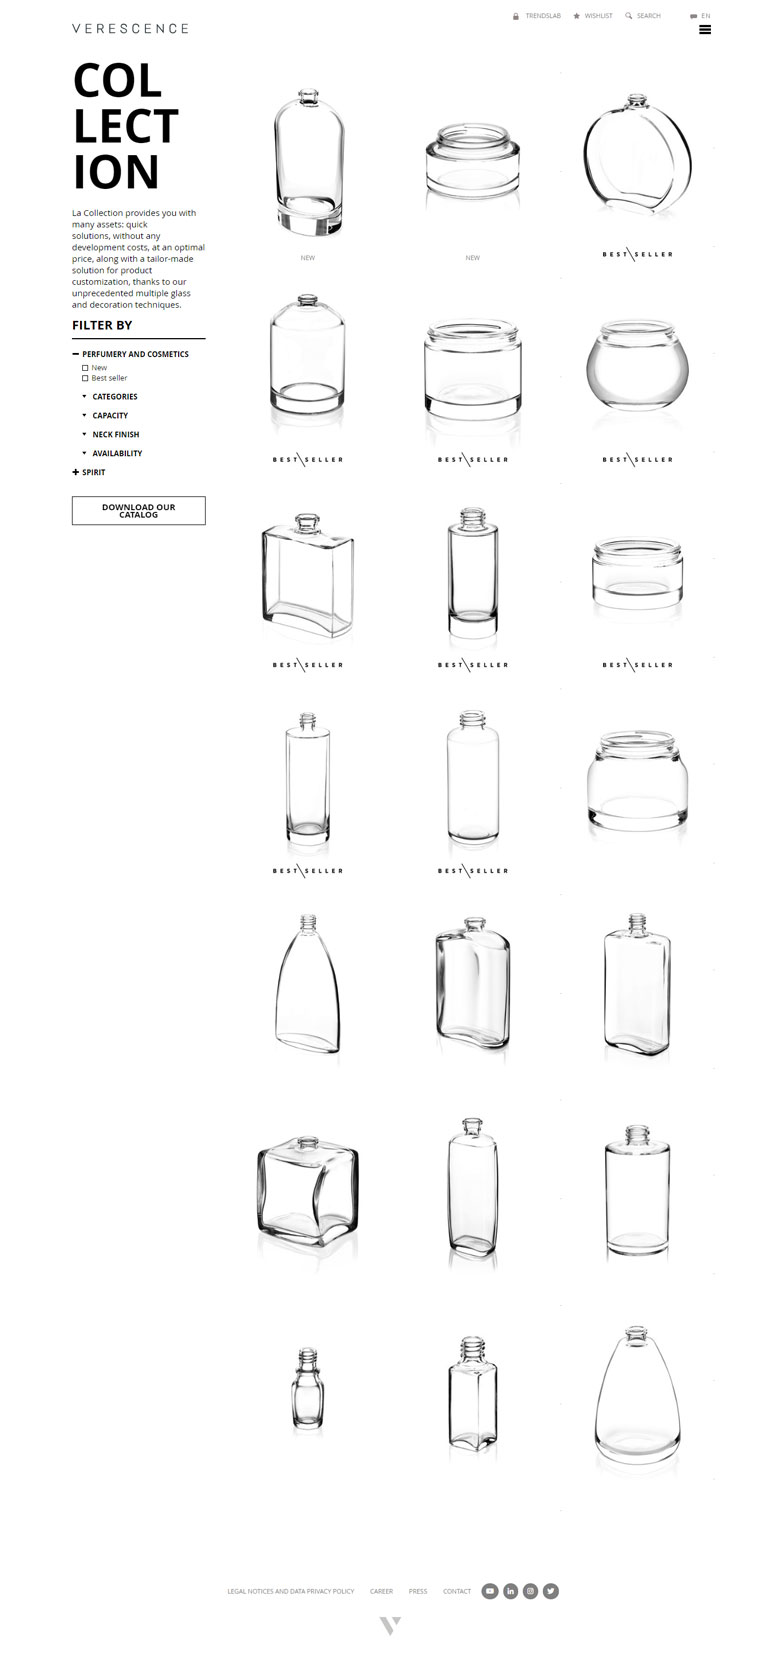 TRENDSLAB WISHLIST SEARCH EN
VERESCENCE
COL
LECT
ION
La Collection provides you with
many assets: quick
solutions, without any
development costs, at an optimal
price, along with a tailor-made
solution for product
customization, thanks to our
unprecedented multiple glass
and decoration techniques.
FILTER BY
PERFUMERY AND COSMETICS
New
Best seller
CATEGORIES
CAPACITY
NECK FINISH
AVAILABILITY
SPIRIT
DOWNLOAD OUR
CATALOG
NEW
NEW
BEST\SELLER
BEST\SELLER
BEST\SELLER
BEST\SELLER
BEST\SELLER
BEST\SELLER
BEST\SELLER
BEST\SELLER
BEST\SELLER
LEGAL NOTICES AND DATA PRIVACY POLICY CAREER PRESS CONTACT